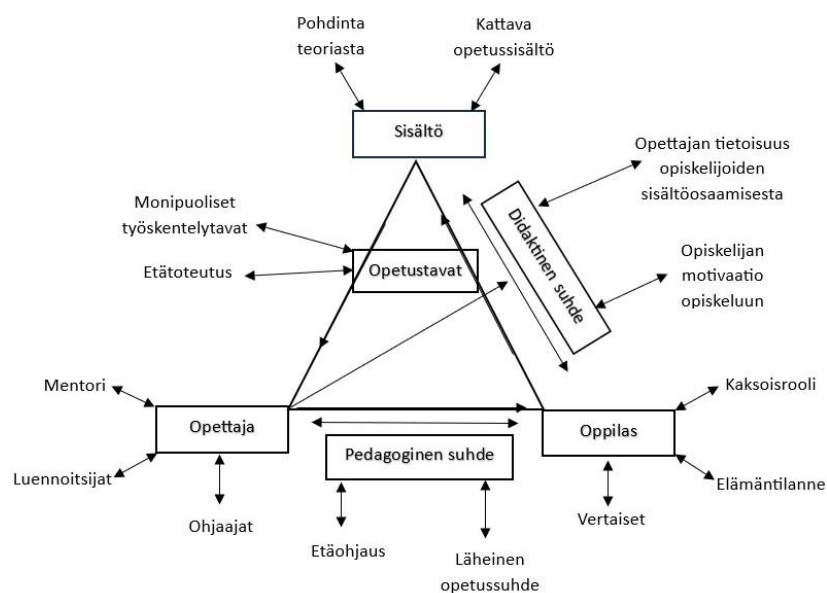 Pohdinta
teoriasta
Kattava
opetussisältö
Sisältö
Opettajan tietoisuus
opiskelijoiden
sisältöosaamisesta
Monipuoliset
työskentelytavat
Didaktinen suhde
Etätoteutus
Opetustavat
Opiskelijan
motivaatio
opiskeluun
Mentori
Kaksoisrooli
Opettaja
Oppilas
Pedagoginen suhde
Luennoitsijat
Elämäntilanne
Ohjaajat
Vertaiset
Etäohjaus
Läheinen
opetussuhde